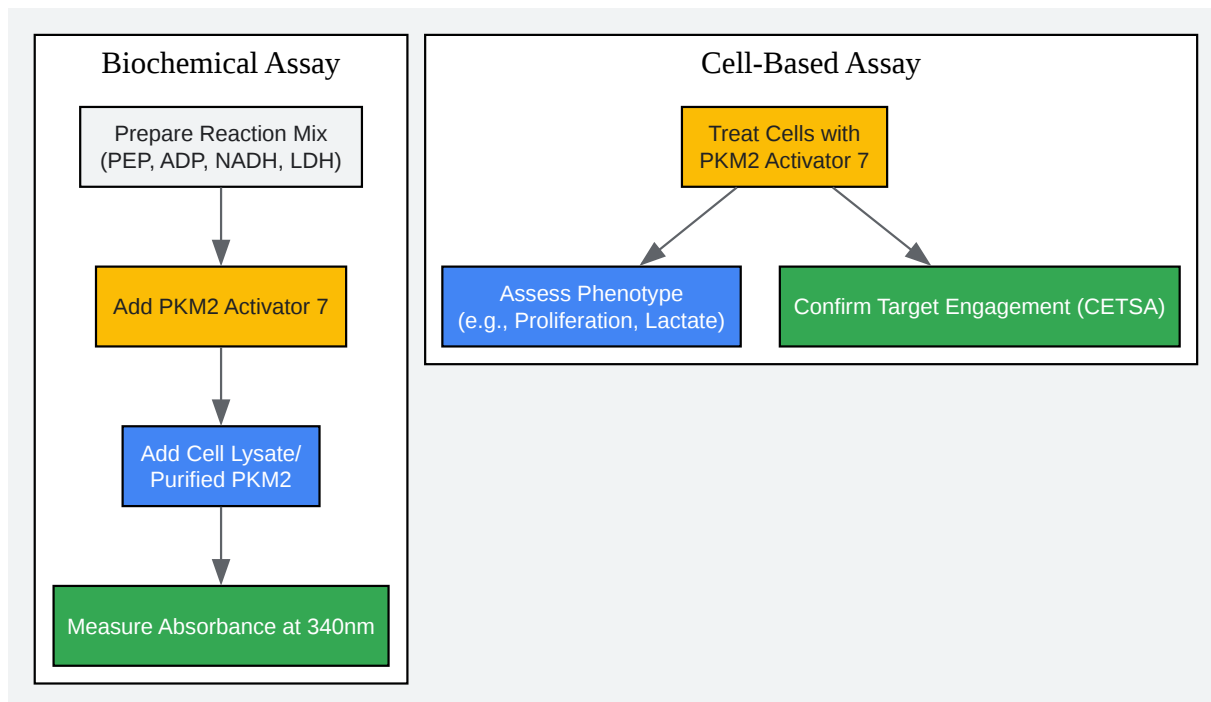 Biochemical Assay
Prepare Reaction Mix
(PEP, ADP, NADH, LDH)
Add PKM2 Activator 7
Add Cell Lysate/
Purified PKM2
Measure Absorbance at 340nm
Cell-Based Assay
Treat Cells with
PKM2 Activator 7
Assess Phenotype
(e.g., Proliferation, Lactate)
Confirm Target Engagement (CETSA)